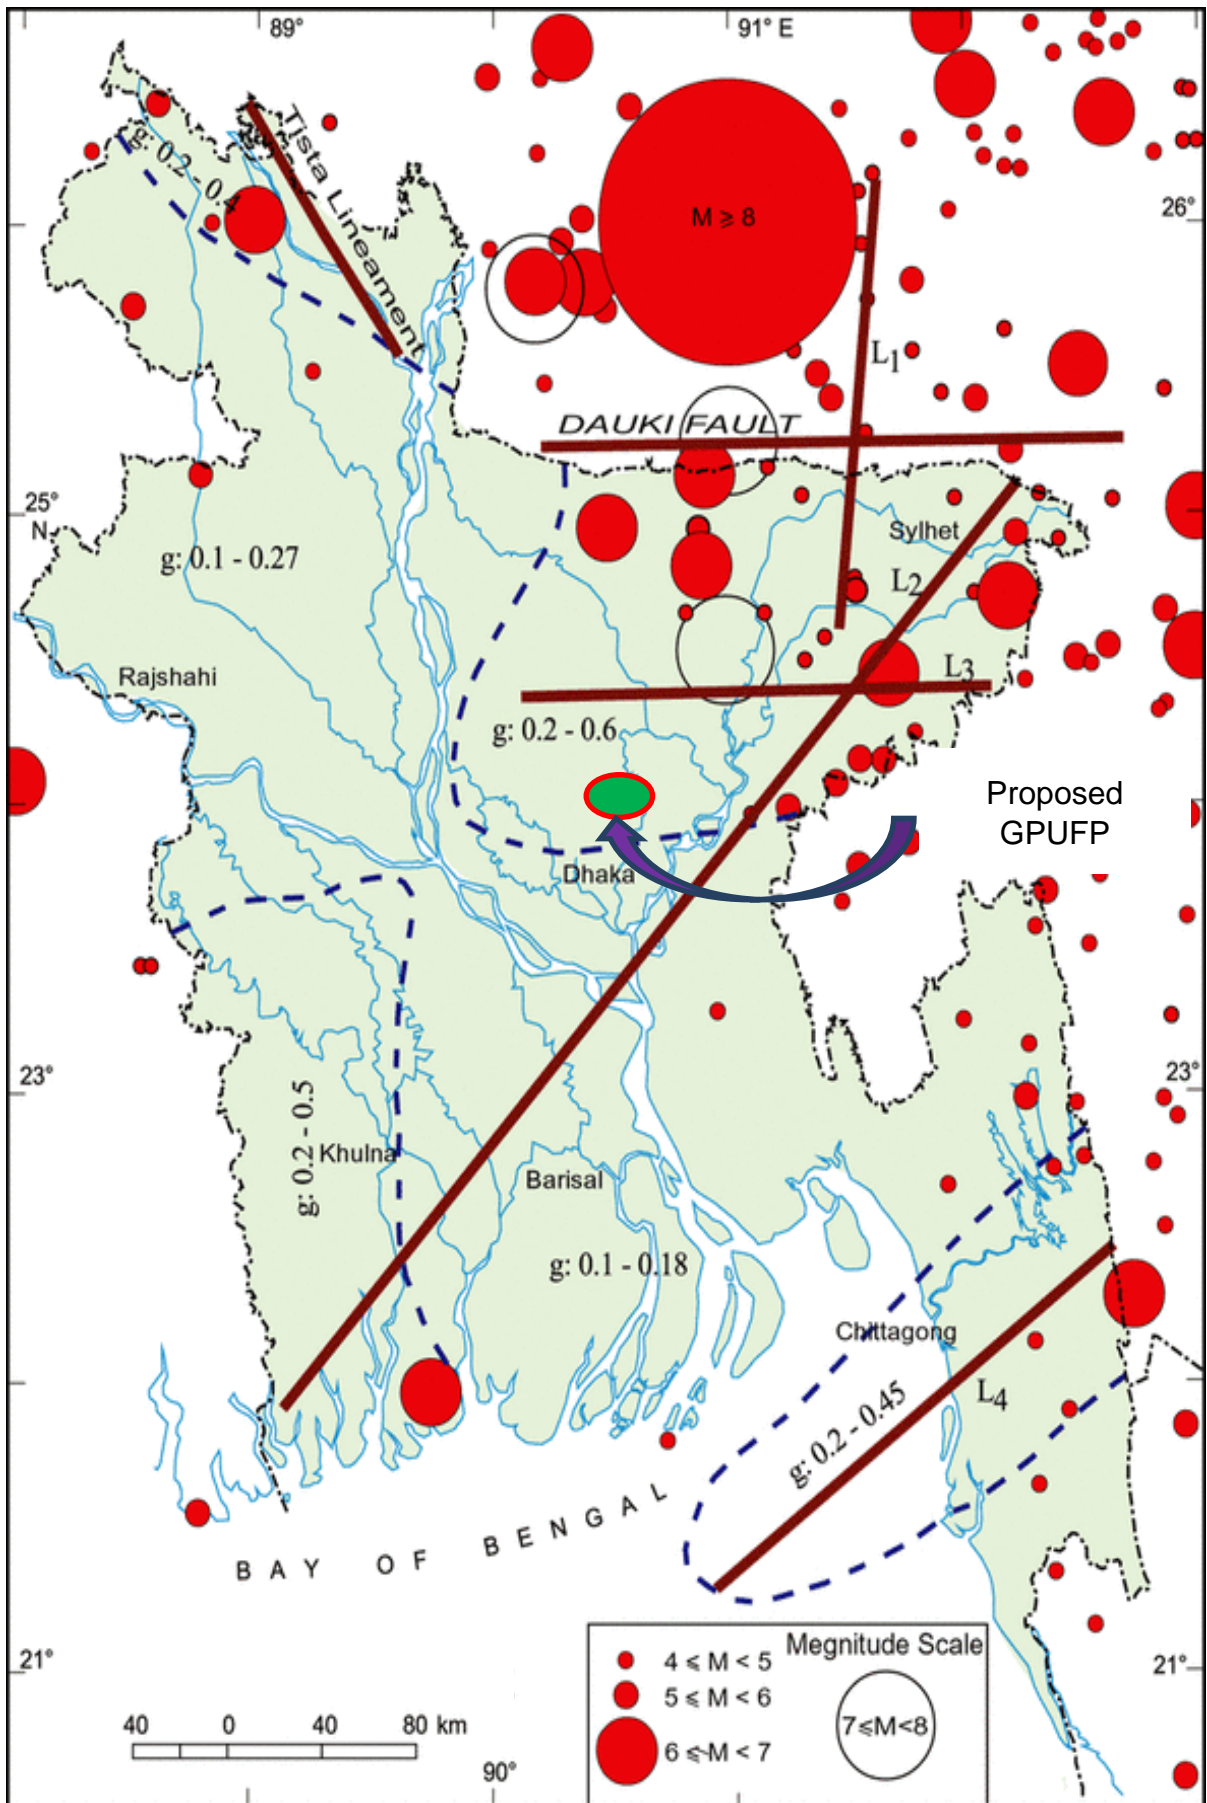 89°
91° E
Tista Lineament
g: 0.2 - 0.4
M ⩾ 8
26°
L1
DAUKI FAULT
25°
N
Sylhet
g: 0.1 - 0.27
L2
Rajshahi
L3
g: 0.2 - 0.6
Proposed
GPUFP
Dhaka
23°
23°
g: 0.2 - 0.5
Khulna
Barisal
g: 0.1 - 0.18
Chittagong
L4
g: 0.2 - 0.45
BAY OF BENGAL
Megnitude Scale
4 ⩽ M < 5
5 ⩽ M < 6
7⩽M<8
6 ⩽ M < 7
21°
21°
40 0 40 80 km
90°